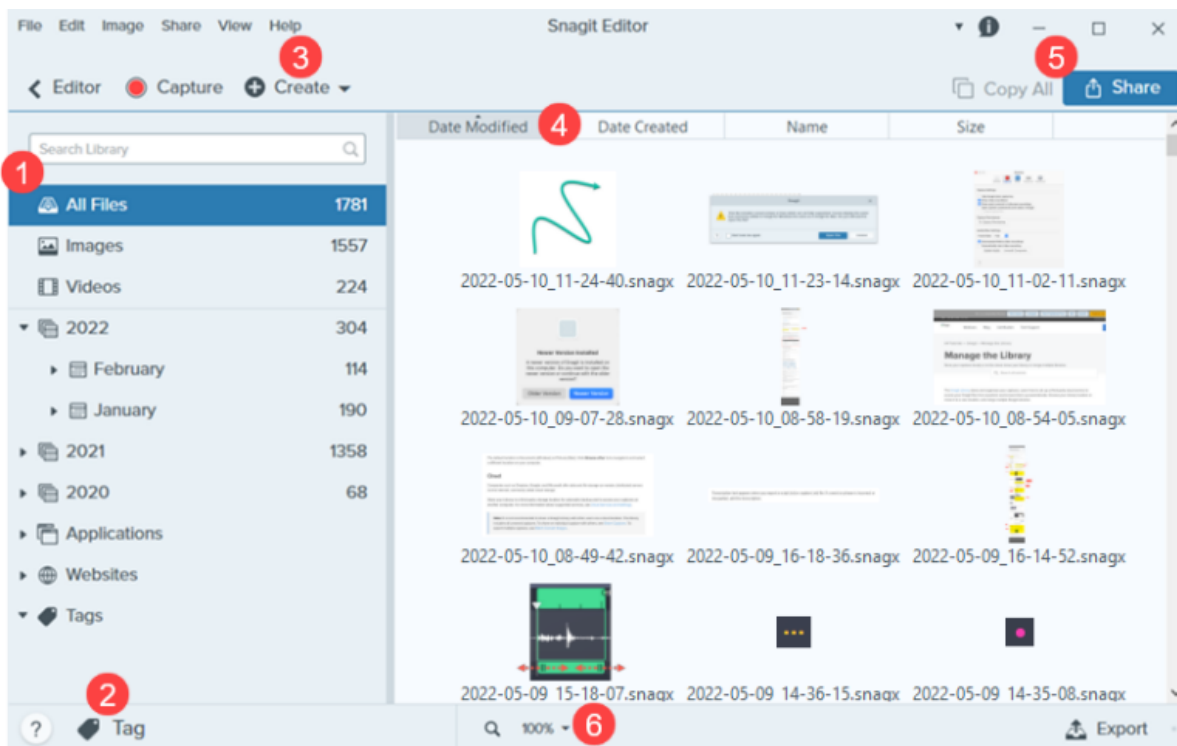 File Edit Image Share View Help Snagit Editor
3
5
Editor Capture Create Copy All Share
Date Modified 4 Date Created Name Size
Search Library
1
All Files 1781
Images 1557
Videos 224
2022 304
February 114
January 190
2021 1358
2020 68
Applications
Websites
Tags
2022-05-10_11-24-40.snagx 2022-05-10_11-23-14.snagx 2022-05-10_11-02-11.snagx
Newer Version Installed
Manage the Library
2022-05-10_09-07-28.snagx 2022-05-10_08-58-19.snagx 2022-05-10_08-54-05.snagx
Cloud
2022-05-10_08-49-42.snagx 2022-05-09_16-18-36.snagx 2022-05-09_16-14-52.snagx
2022-05-09_15-18-07.snagx 2022-05-09_14-36-15.snagx 2022-05-09_14-35-08.snagx
2
6
? Tag 100% Export